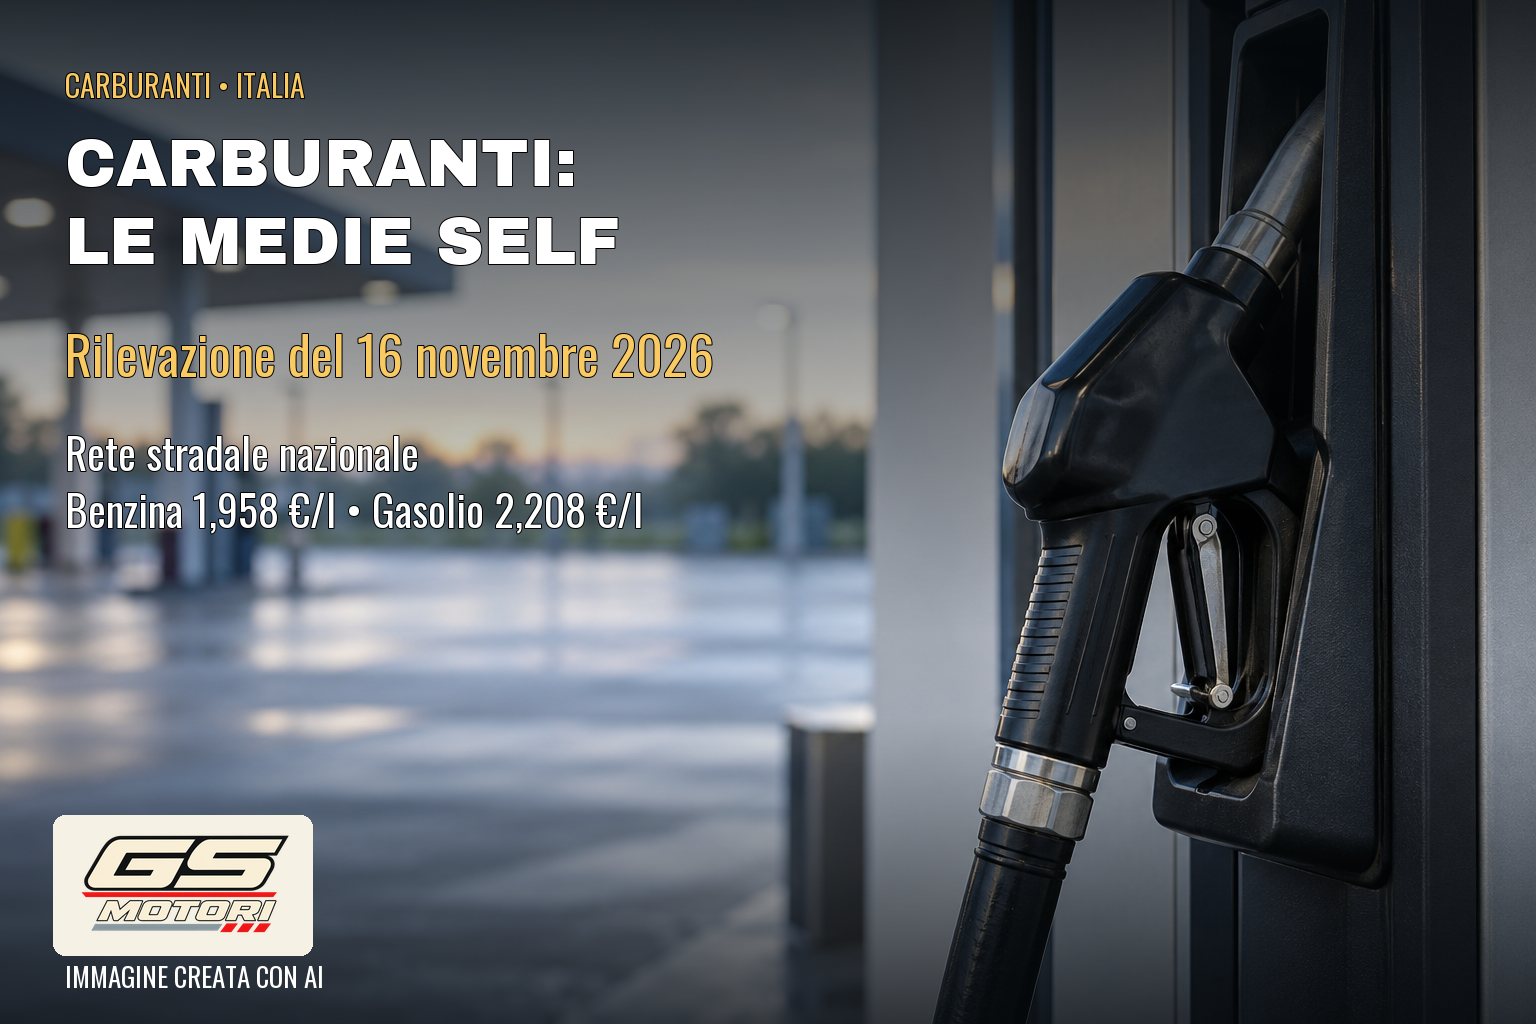 CARBURANTI • ITALIA
CARBURANTI:
LE MEDIE SELF
Rilevazione del 16 novembre 2026
Rete stradale nazionale
Benzina 1,958 €/l • Gasolio 2,208 €/l
GS
MOTORI
IMMAGINE CREATA CON AI